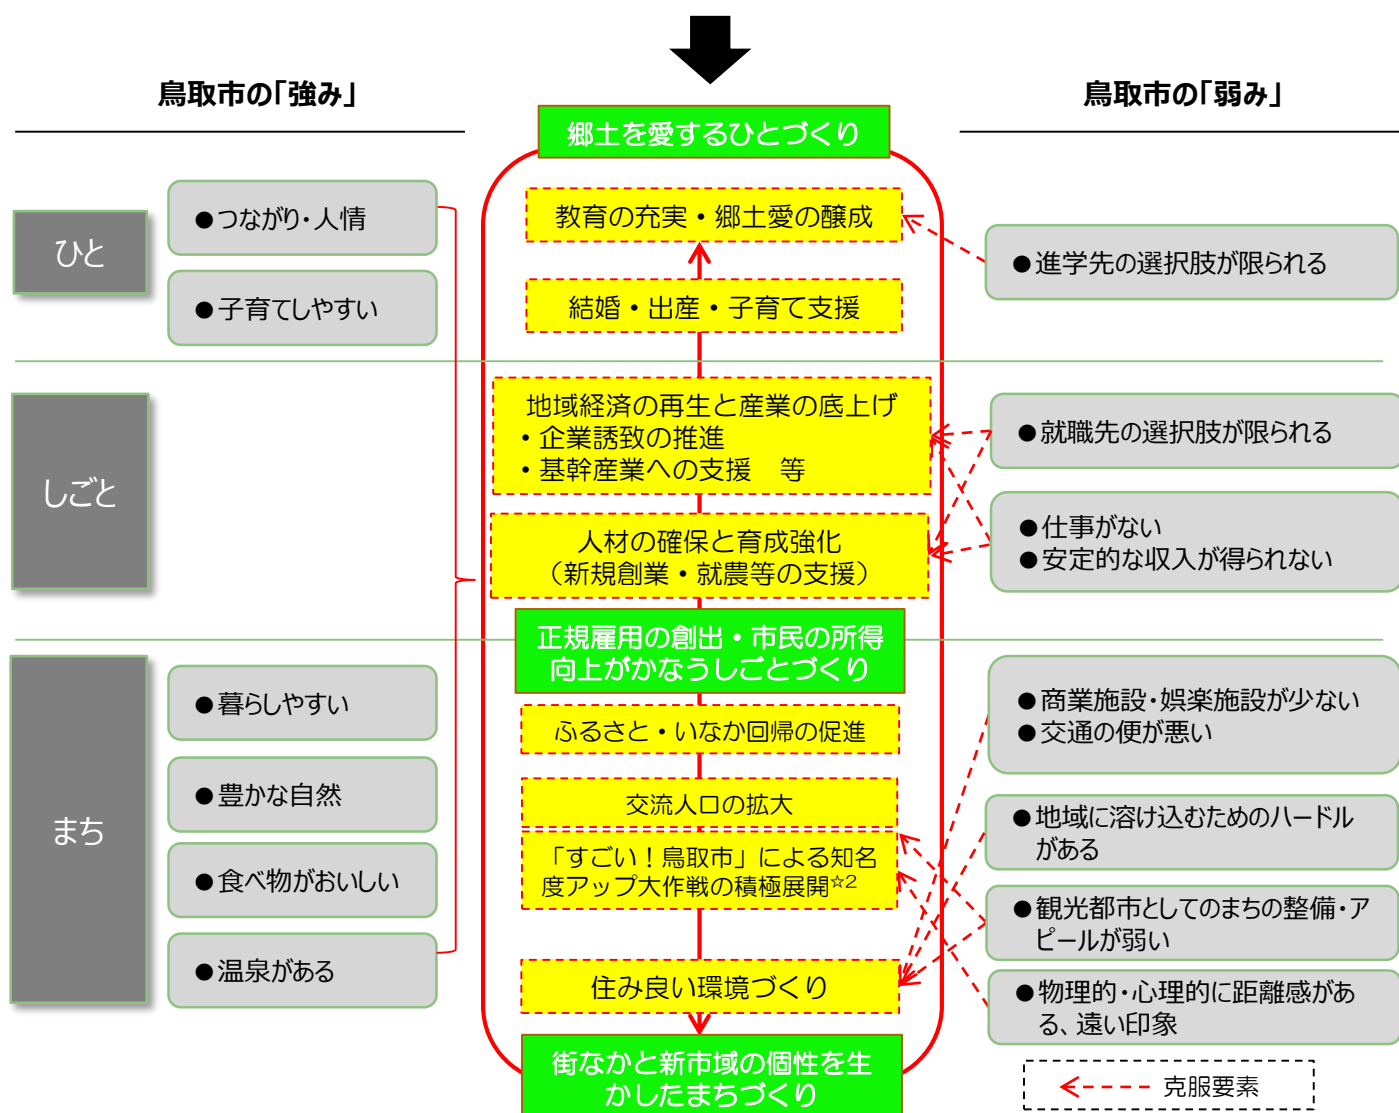 鳥取市の｢強み｣
鳥取市の｢弱み｣
郷土を愛するひとづくり
ひと
●つながり・人情
●子育てしやすい
教育の充実・郷土愛の醸成
結婚・出産・子育て支援
●進学先の選択肢が限られる
しごと
地域経済の再生と産業の底上げ
・企業誘致の推進
・基幹産業への支援　等
人材の確保と育成強化
（新規創業・就農等の支援）
●就職先の選択肢が限られる
●仕事がない
●安定的な収入が得られない
正規雇用の創出・市民の所得
向上がかなうしごとづくり
まち
●暮らしやすい
●豊かな自然
●食べ物がおいしい
●温泉がある
ふるさと・いなか回帰の促進
交流人口の拡大
「すごい！鳥取市」による知名
度アップ大作戦の積極展開☆2
住み良い環境づくり
●商業施設・娯楽施設が少ない
●交通の便が悪い
●地域に溶け込むためのハードル
がある
●観光都市としてのまちの整備・ア
ピールが弱い
●物理的・心理的に距離感があ
る、遠い印象
街なかと新市域の個性を生
かしたまちづくり
克服要素